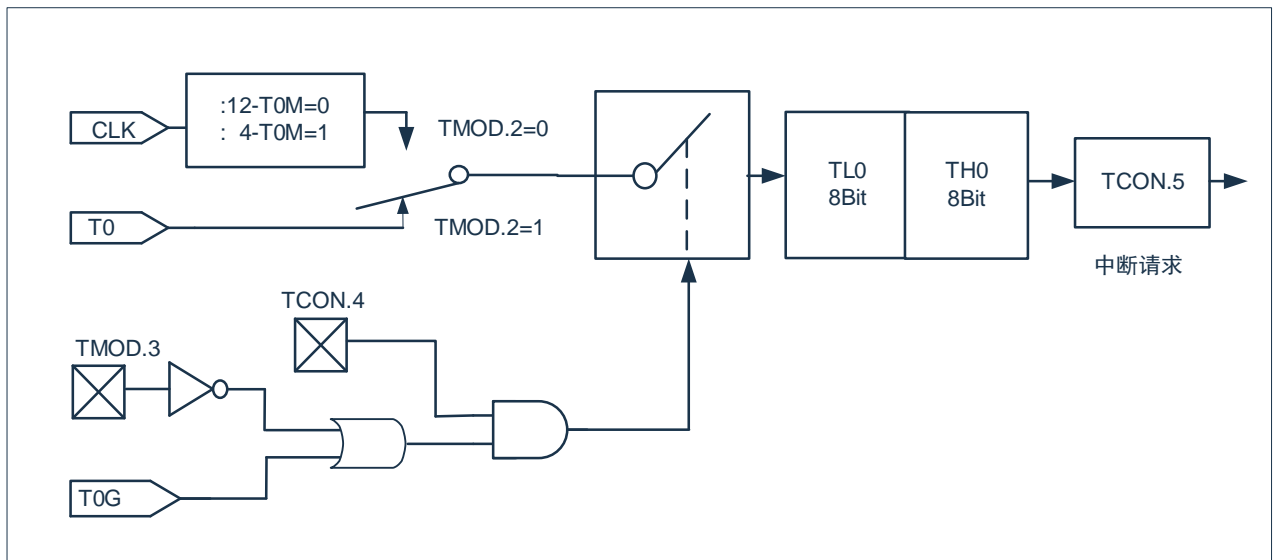 :12-T0M=0
: 4-T0M=1
CLK
TMOD.2=0
T0
TMOD.2=1
TL0
8Bit
TH0
8Bit
TCON.5
中断请求
TCON.4
TMOD.3
T0G